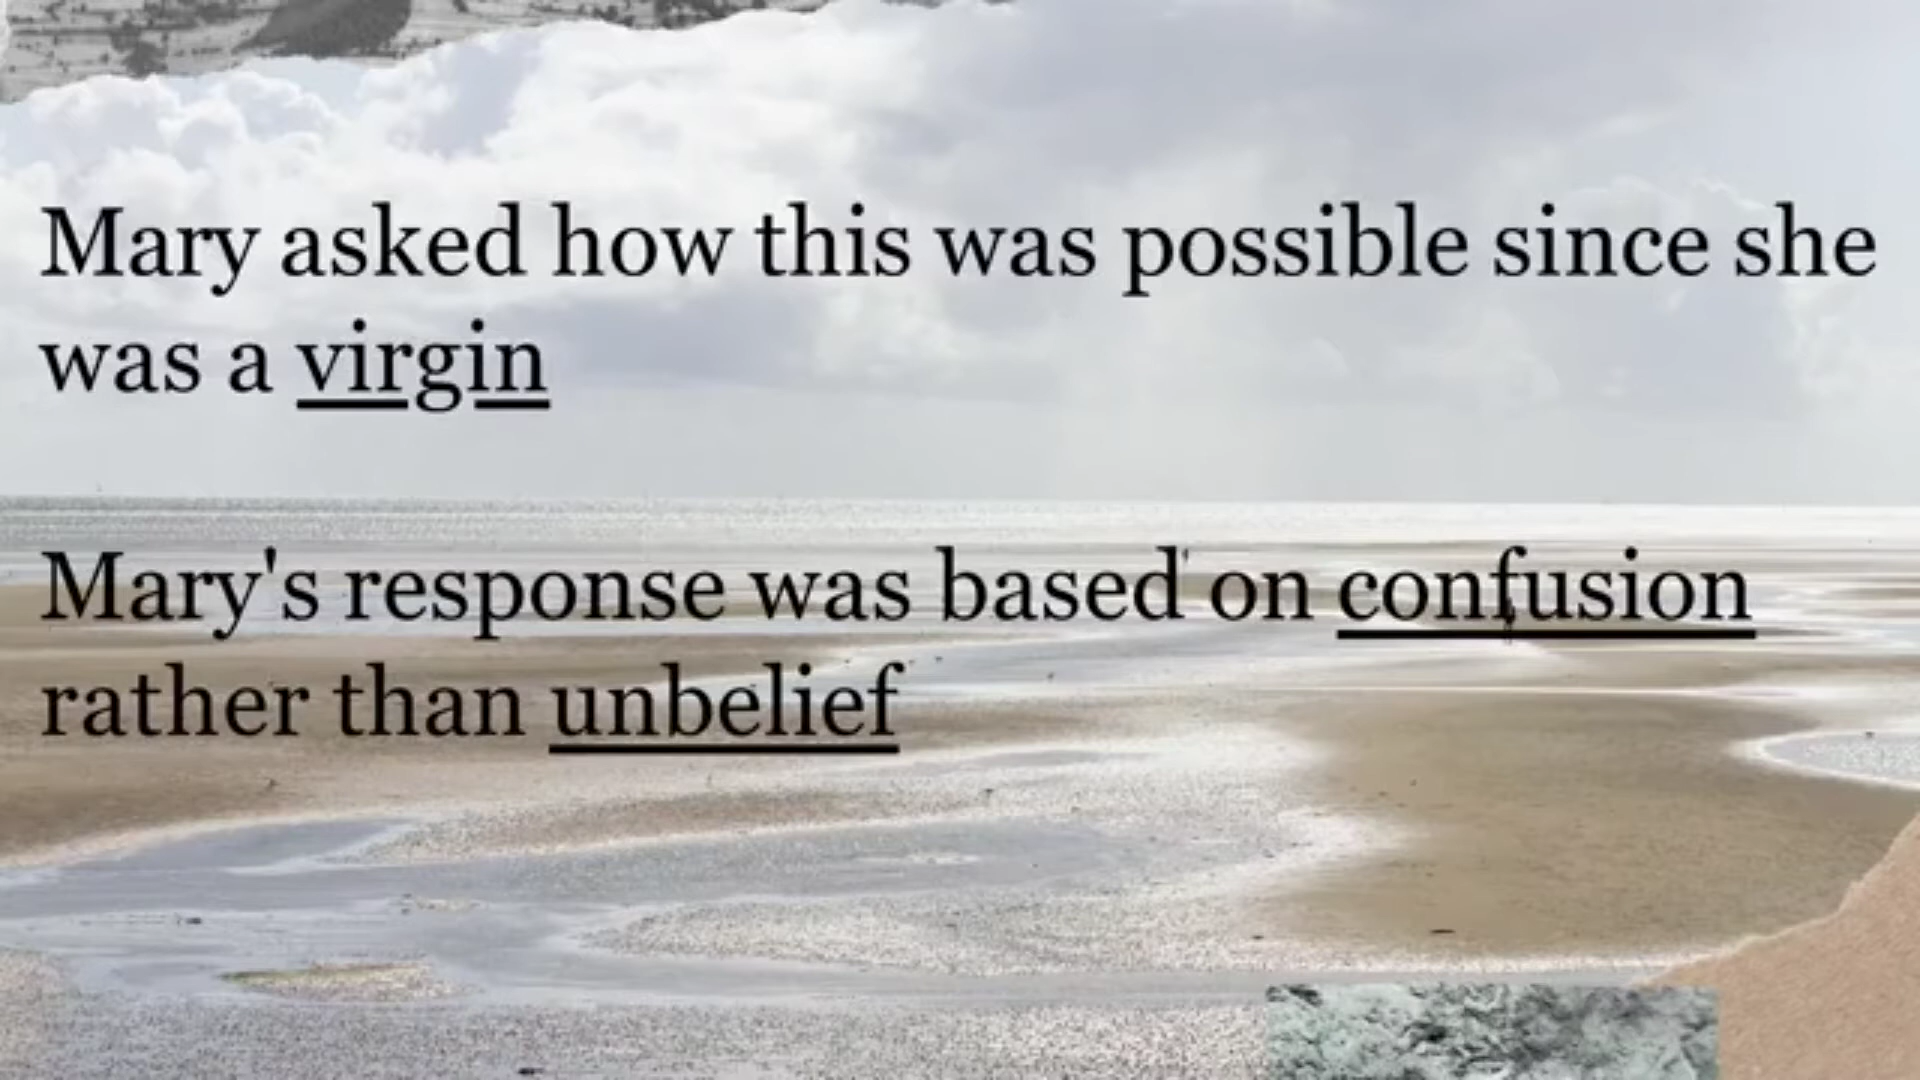 Mary asked how this was possible since she
was a virgin
Mary's response was based on confusion
rather than unbelief